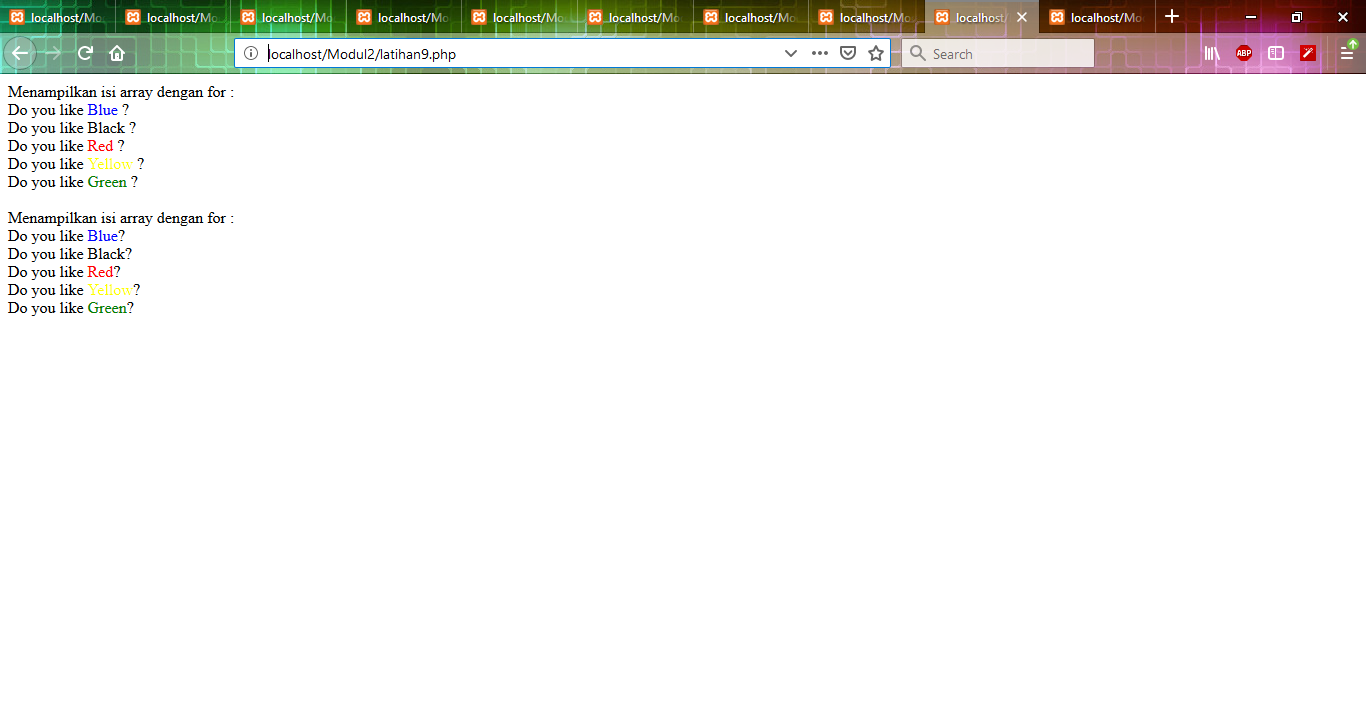 localhost/Mo localhost/Mo localhost/Mo localhost/Mo localhost/Mo localhost/Mo localhost/Mo localhost/Mo localhost/ localhost/Mo
localhost/Modul2/latihan9.php Search ABP
Menampilkan isi array dengan for :
Do you like Blue ?
Do you like Black ?
Do you like Red ?
Do you like Yellow ?
Do you like Green ?
Menampilkan isi array dengan for :
Do you like Blue?
Do you like Black?
Do you like Red?
Do you like Yellow?
Do you like Green?